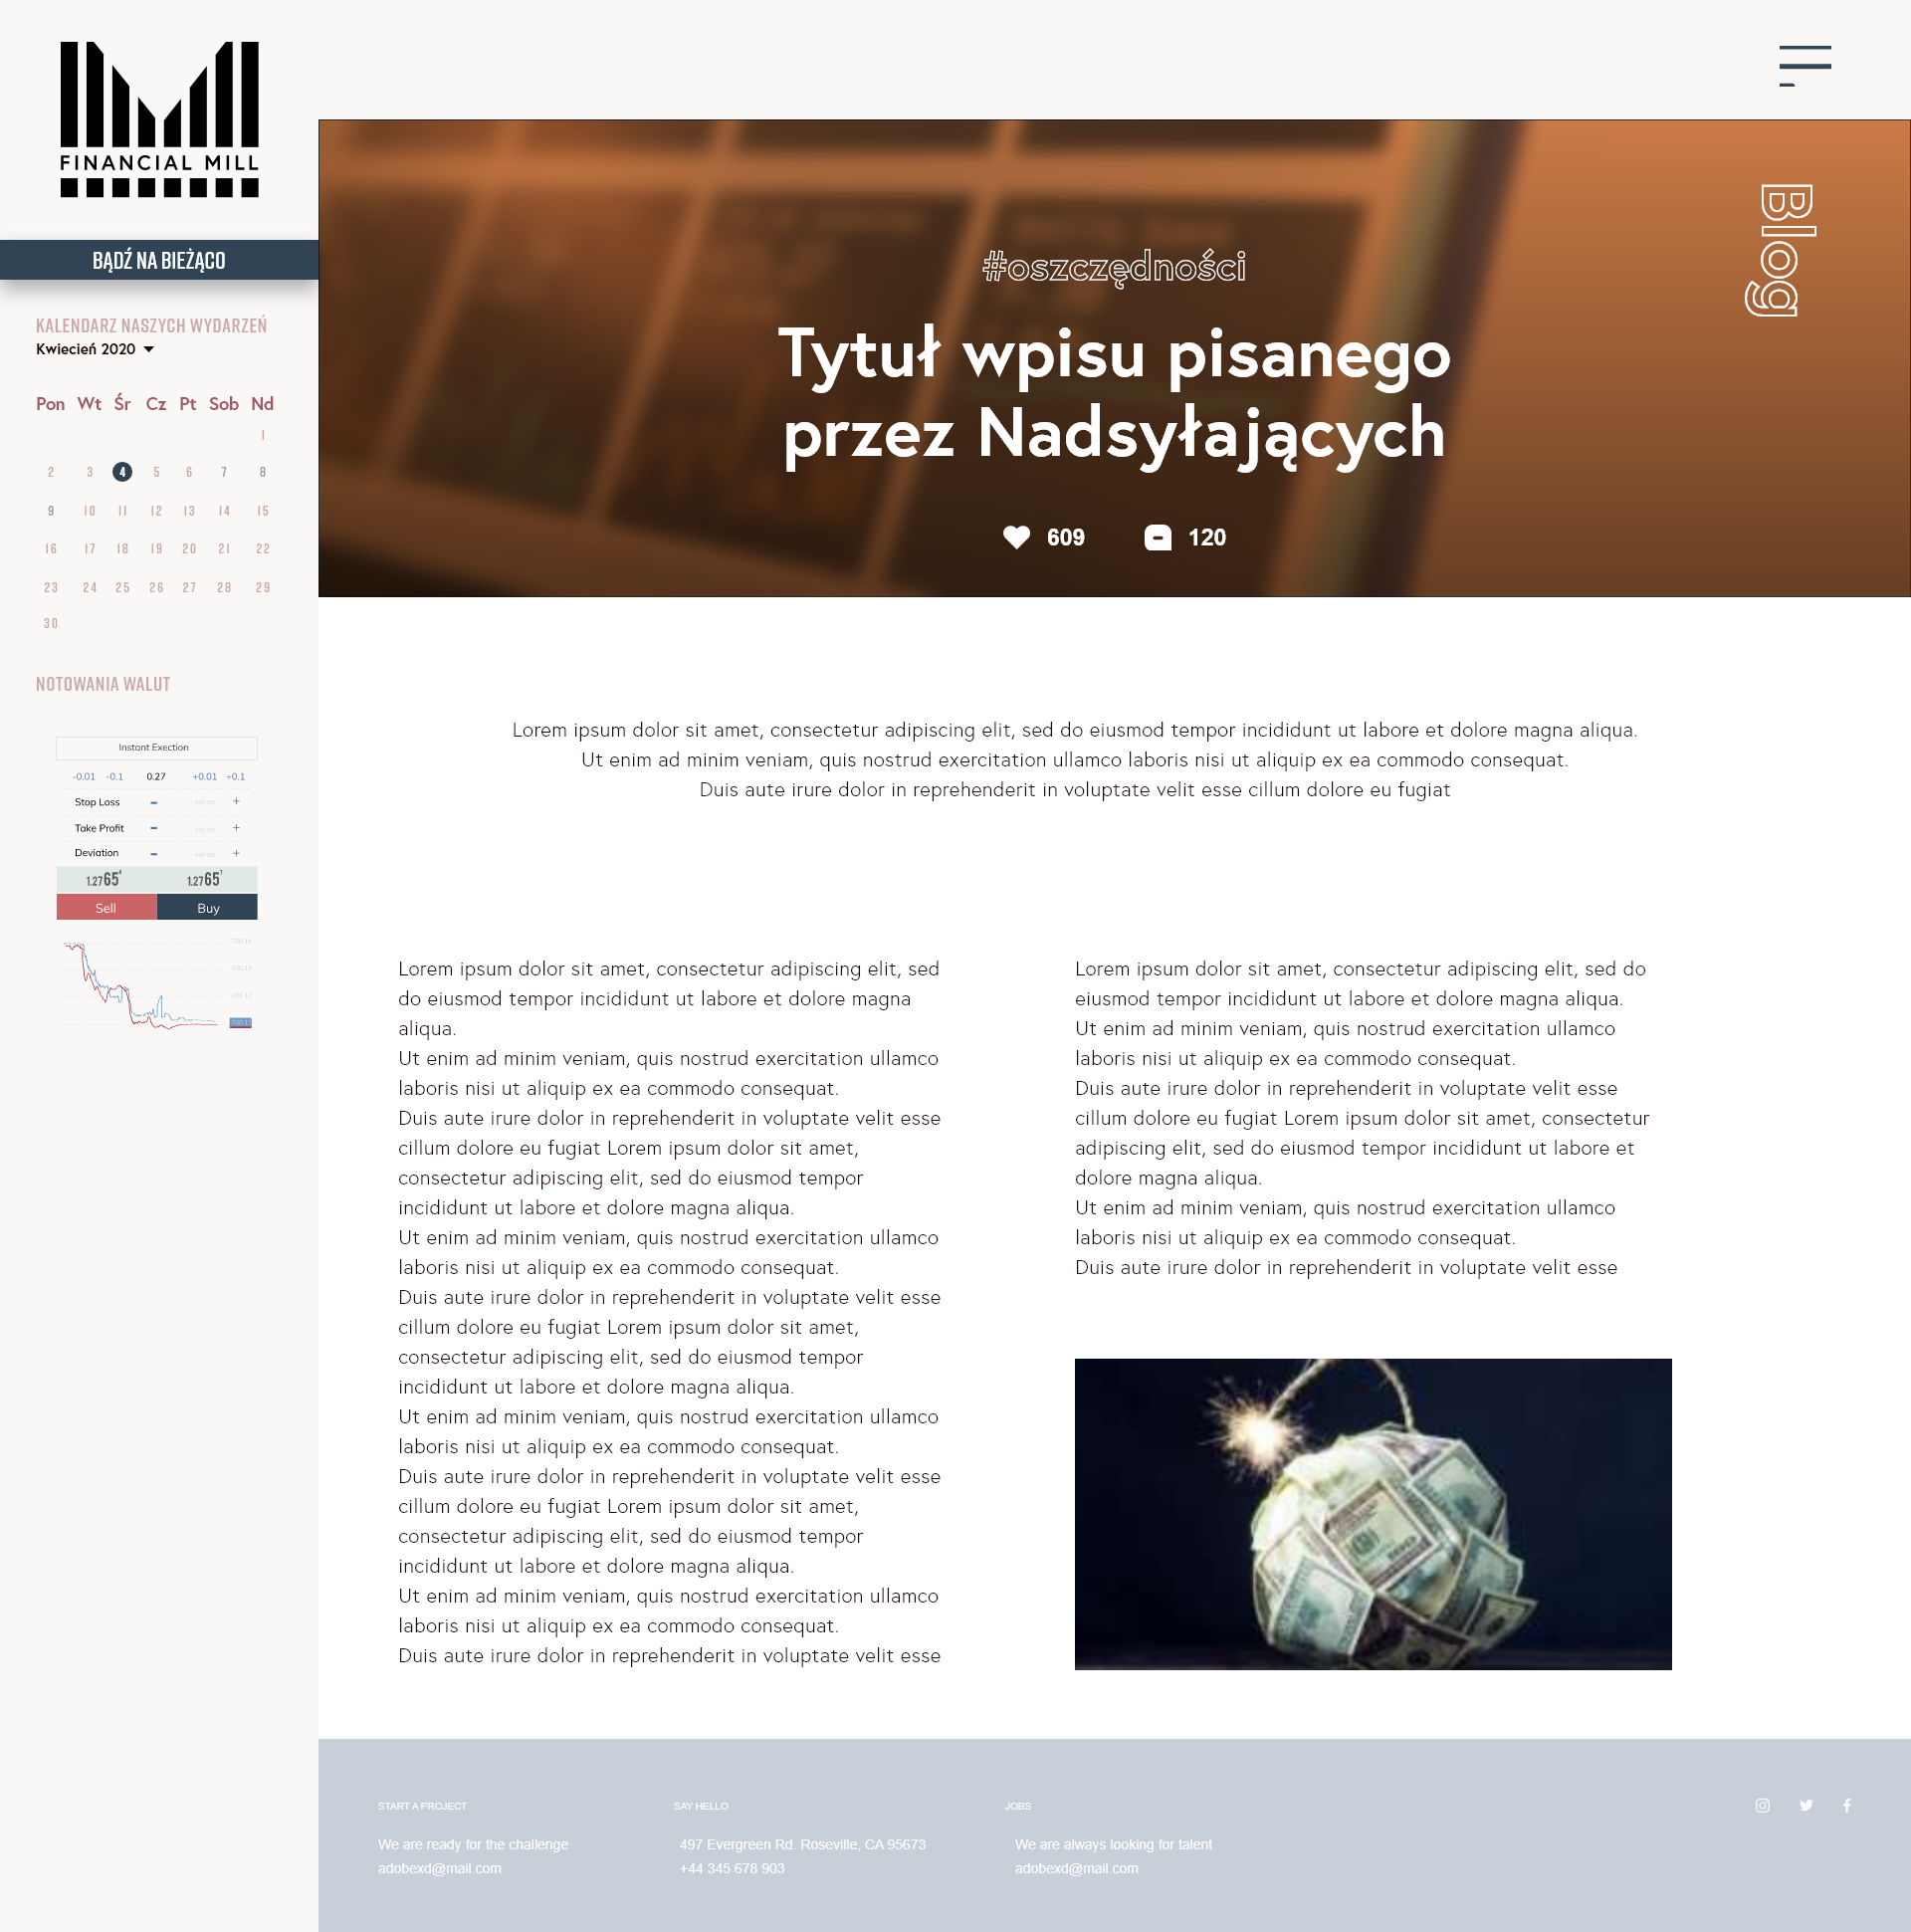 FINANCIAL MILL
BĄDŹ NA BIEŻĄCO
KALENDARZ NASZYCH WYDARZEŃ
Kwiecień 2020
Pon Wt Śr Cz Pt Sob Nd
1
2 3 4 5 6 7 8
9 10 11 12 13 14 15
16 17 18 19 20 21 22
23 24 25 26 27 28 29
30
NOTOWANIA WALUT
Instant Exection
-0.01 -0.1 0.27 +0.01 +0.1
Stop Loss - not set +
Take Profit - not set +
Deviation - not set +
1.2765 1.2765
Sell Buy
700.14
700.13
700.12
Blog
#oszczędności
Tytuł wpisu pisanego
przez Nadsyłających
609 120
Lorem ipsum dolor sit amet, consectetur adipiscing elit, sed do eiusmod tempor incididunt ut labore et dolore magna aliqua.
Ut enim ad minim veniam, quis nostrud exercitation ullamco laboris nisi ut aliquip ex ea commodo consequat.
Duis aute irure dolor in reprehenderit in voluptate velit esse cillum dolore eu fugiat
Lorem ipsum dolor sit amet, consectetur adipiscing elit, sed
do eiusmod tempor incididunt ut labore et dolore magna
aliqua.
Ut enim ad minim veniam, quis nostrud exercitation ullamco
laboris nisi ut aliquip ex ea commodo consequat.
Duis aute irure dolor in reprehenderit in voluptate velit esse
cillum dolore eu fugiat Lorem ipsum dolor sit amet,
consectetur adipiscing elit, sed do eiusmod tempor
incididunt ut labore et dolore magna aliqua.
Ut enim ad minim veniam, quis nostrud exercitation ullamco
laboris nisi ut aliquip ex ea commodo consequat.
Duis aute irure dolor in reprehenderit in voluptate velit esse
cillum dolore eu fugiat Lorem ipsum dolor sit amet,
consectetur adipiscing elit, sed do eiusmod tempor
incididunt ut labore et dolore magna aliqua.
Ut enim ad minim veniam, quis nostrud exercitation ullamco
laboris nisi ut aliquip ex ea commodo consequat.
Duis aute irure dolor in reprehenderit in voluptate velit esse
cillum dolore eu fugiat Lorem ipsum dolor sit amet,
consectetur adipiscing elit, sed do eiusmod tempor
incididunt ut labore et dolore magna aliqua.
Ut enim ad minim veniam, quis nostrud exercitation ullamco
laboris nisi ut aliquip ex ea commodo consequat.
Duis aute irure dolor in reprehenderit in voluptate velit esse
Lorem ipsum dolor sit amet, consectetur adipiscing elit, sed do
eiusmod tempor incididunt ut labore et dolore magna aliqua.
Ut enim ad minim veniam, quis nostrud exercitation ullamco
laboris nisi ut aliquip ex ea commodo consequat.
Duis aute irure dolor in reprehenderit in voluptate velit esse
cillum dolore eu fugiat Lorem ipsum dolor sit amet, consectetur
adipiscing elit, sed do eiusmod tempor incididunt ut labore et
dolore magna aliqua.
Ut enim ad minim veniam, quis nostrud exercitation ullamco
laboris nisi ut aliquip ex ea commodo consequat.
Duis aute irure dolor in reprehenderit in voluptate velit esse
START A PROJECT
We are ready for the challenge
adobexd@mail.com
SAY HELLO
497 Evergreen Rd. Roseville, CA 95673
+44 345 678 903
JOBS
We are always looking for talent
adobexd@mail.com